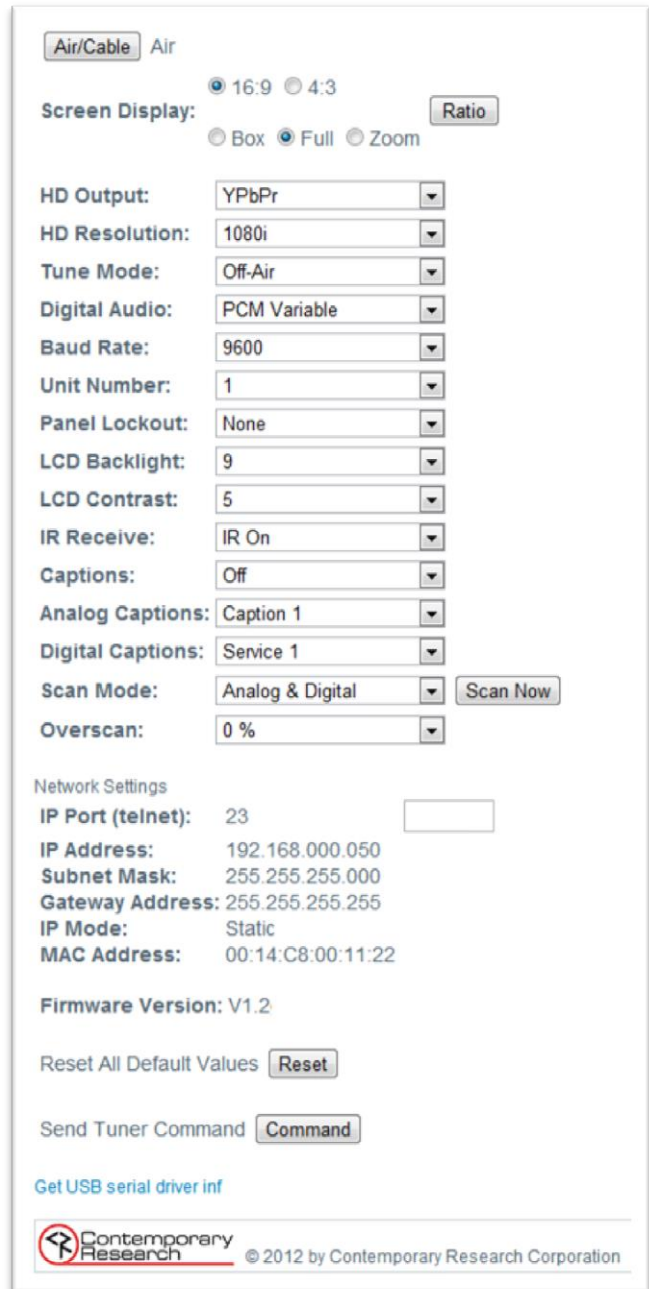 Air/Cable Air
16:9 4:3
Screen Display: Ratio
Box Full Zoom
HD Output: YPbPr
HD Resolution: 1080i
Tune Mode: Off-Air
Digital Audio: PCM Variable
Baud Rate: 9600
Unit Number: 1
Panel Lockout: None
LCD Backlight: 9
LCD Contrast: 5
IR Receive: IR On
Captions: Off
Analog Captions: Caption 1
Digital Captions: Service 1
Scan Mode: Analog & Digital Scan Now
Overscan: 0 %
Network Settings
IP Port (telnet): 23
IP Address: 192.168.000.050
Subnet Mask: 255.255.255.000
Gateway Address: 255.255.255.255
IP Mode: Static
MAC Address: 00:14:C8:00:11:22
Firmware Version: V1.2
Reset All Default Values Reset
Send Tuner Command Command
Get USB serial driver inf
Contemporary
Research © 2012 by Contemporary Research Corporation